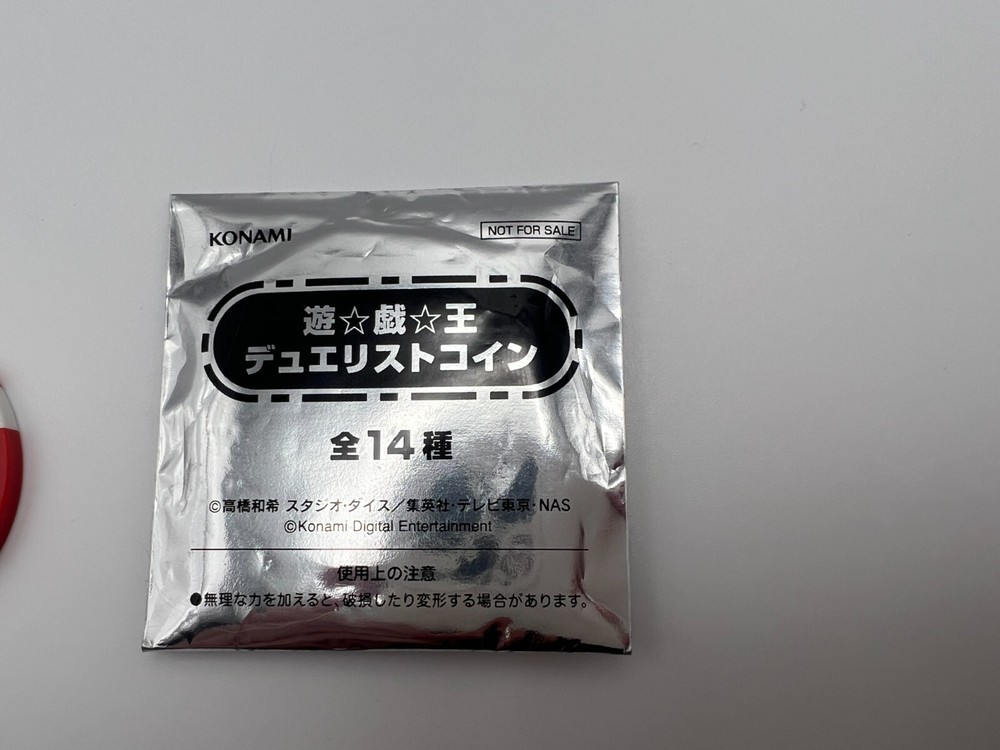 KONAMI
NOT FOR SALE
遊☆戯☆王
デュエリストコイン
全14種
©高橋和希 スタジオ・ダイス／集英社・テレビ東京・NAS
©Konami Digital Entertainment
使用上の注意
●無理な力を加えると、破損したり変形する場合があります。